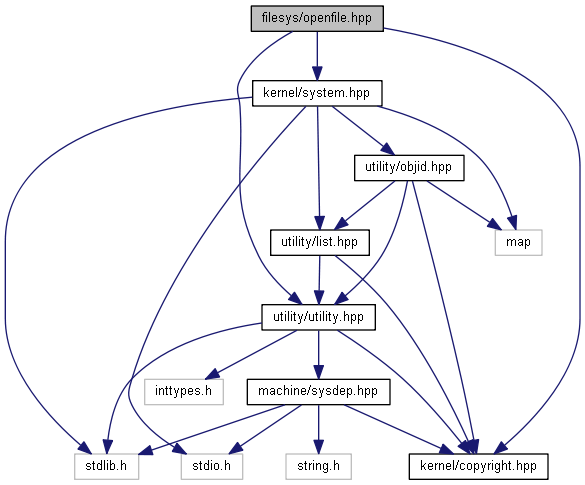 filesys/openfile.hpp
kernel/system.hpp
utility/objid.hpp
utility/list.hpp
map
utility/utility.hpp
inttypes.h
machine/sysdep.hpp
stdlib.h
stdio.h
string.h
kernel/copyright.hpp